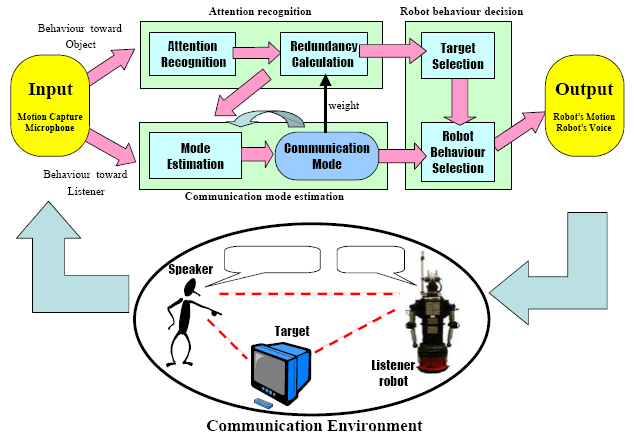 Attention recognition
Robot behaviour decision
Behaviour toward
Object
Attention
Recognition
Redundancy
Calculation
Target
Selection
Input
Motion Capture
Microphone
Output
Robot's Motion
Robot's Voice
weight
Mode
Estimation
Communication
Mode
Robot
Behaviour
Selection
Behaviour toward
Listener
Communication mode estimation
Speaker
Target
Listener
robot
Communication Environment